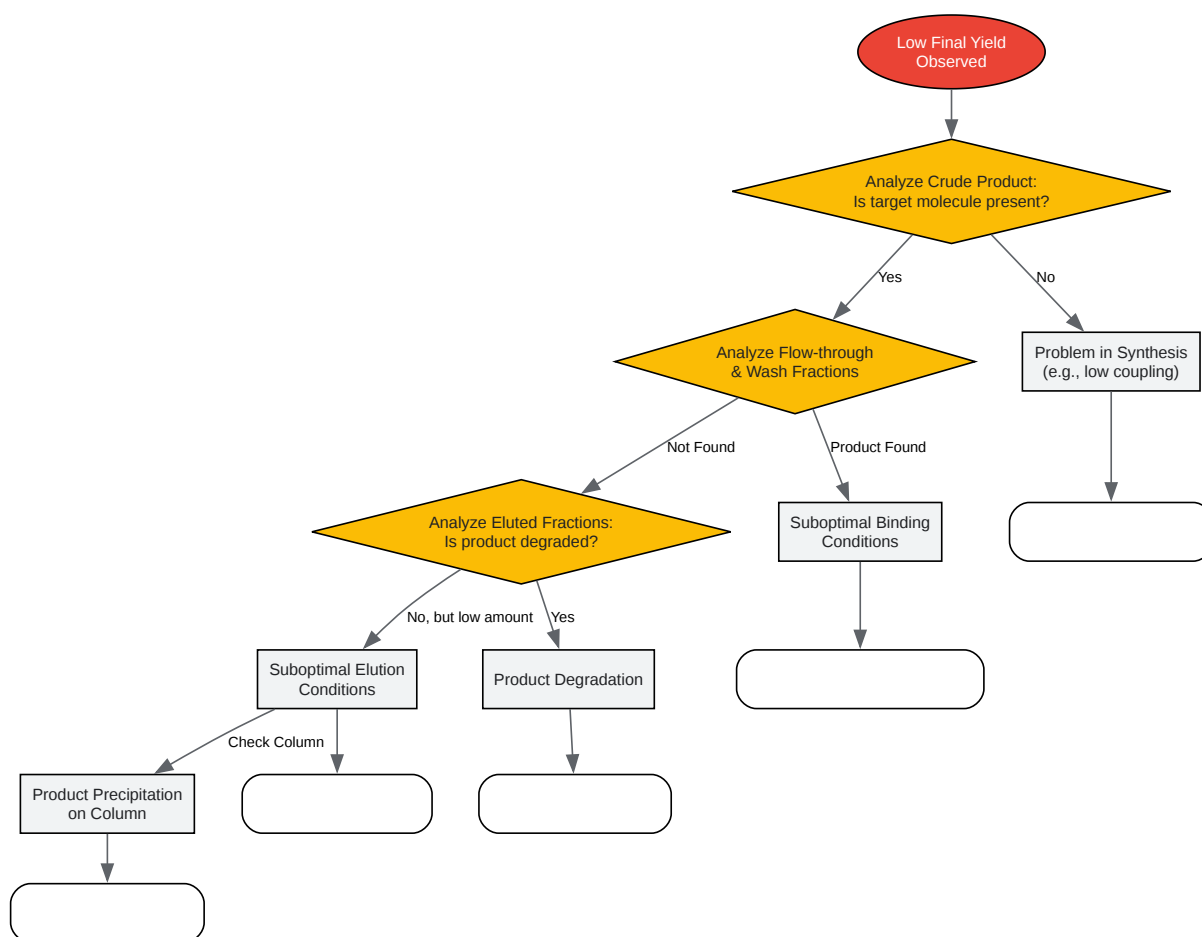 Low Final Yield
Observed
Analyze Crude Product:
Is target molecule present?
Yes
No
Analyze Flow-through
& Wash Fractions
Problem in Synthesis
(e.g., low coupling)
Not Found
Product Found
Analyze Eluted Fractions:
Is product degraded?
Suboptimal Binding
Conditions
No, but low amount
Yes
Suboptimal Elution
Conditions
Product Degradation
Check Column
Product Precipitation
on Column